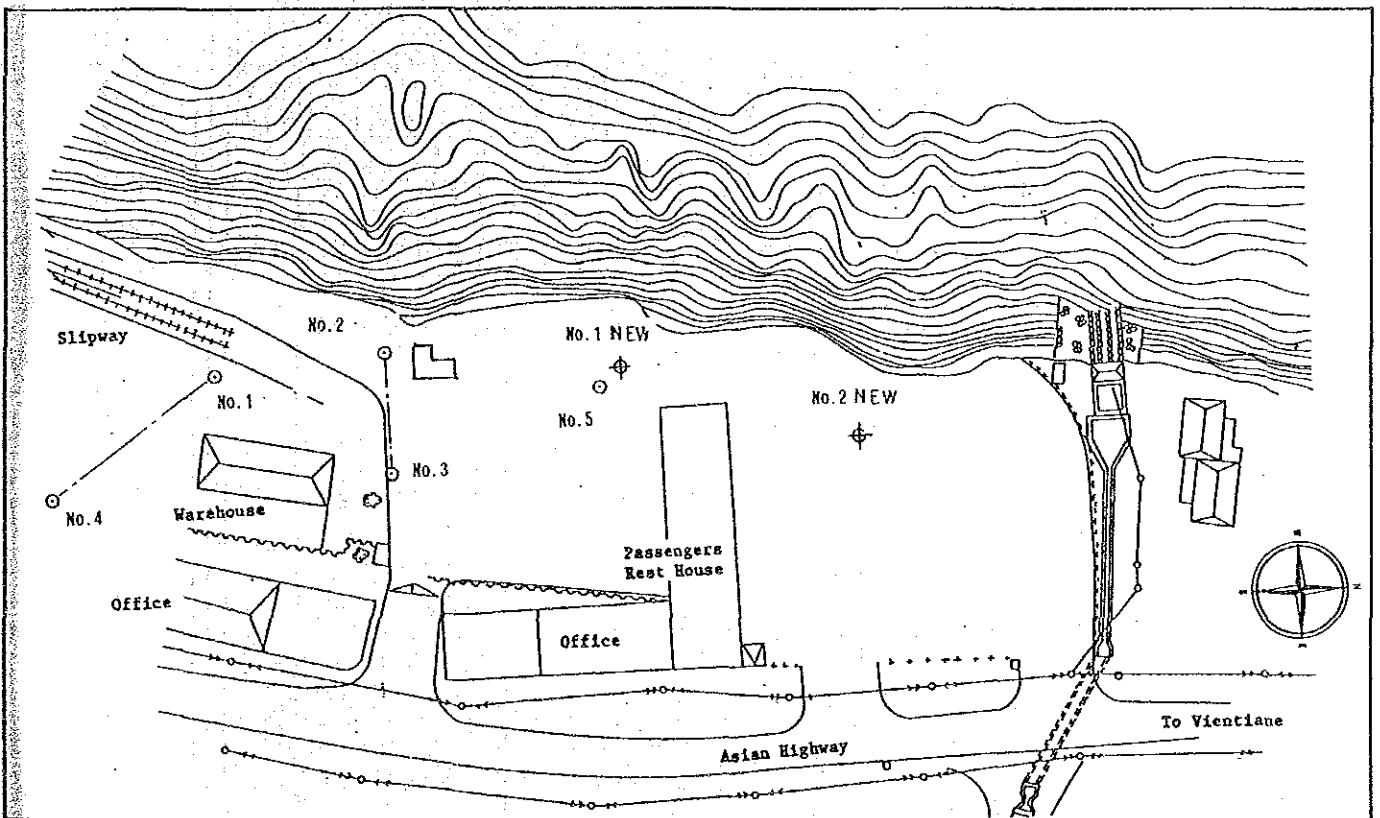 No.2
No.1 NEW
Slipway
No.1
No.5
No.2 NEW
No.3
No.4
Warehouse
Passengers
Rest House
Office
Office
N
To Vientiane
Asian Highway